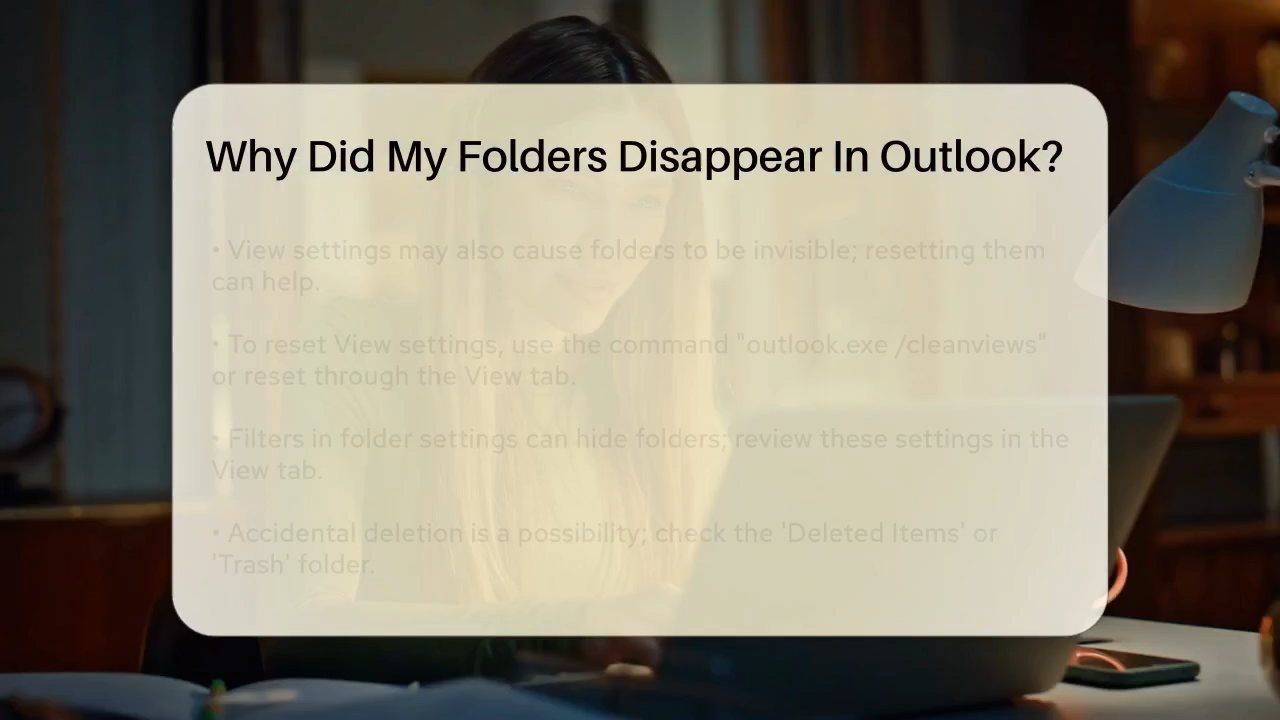 Why Did My Folders Disappear In Outlook?
• View settings may also cause folders to be invisible; resetting them
can help.
• To reset View settings, use the command "outlook.exe /cleanviews"
or reset through the View tab.
• Filters in folder settings can hide folders; review these settings in the
View tab.
• Accidental deletion is a possibility; check the 'Deleted Items' or
'Trash' folder.